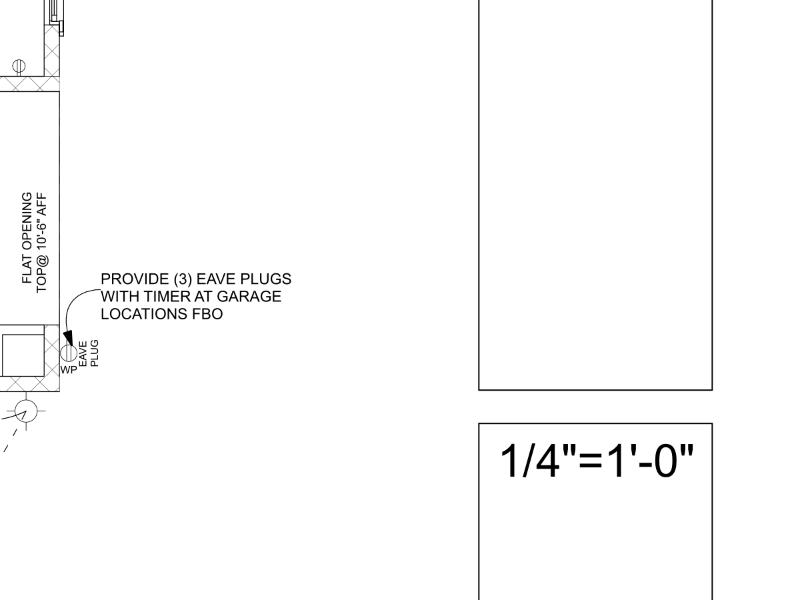 FLAT OPENING
TOP@ 10'-6" AFF
PROVIDE (3) EAVE PLUGS
WITH TIMER AT GARAGE
LOCATIONS FBO
EAVE
PLUG
WP
1/4"=1'-0"